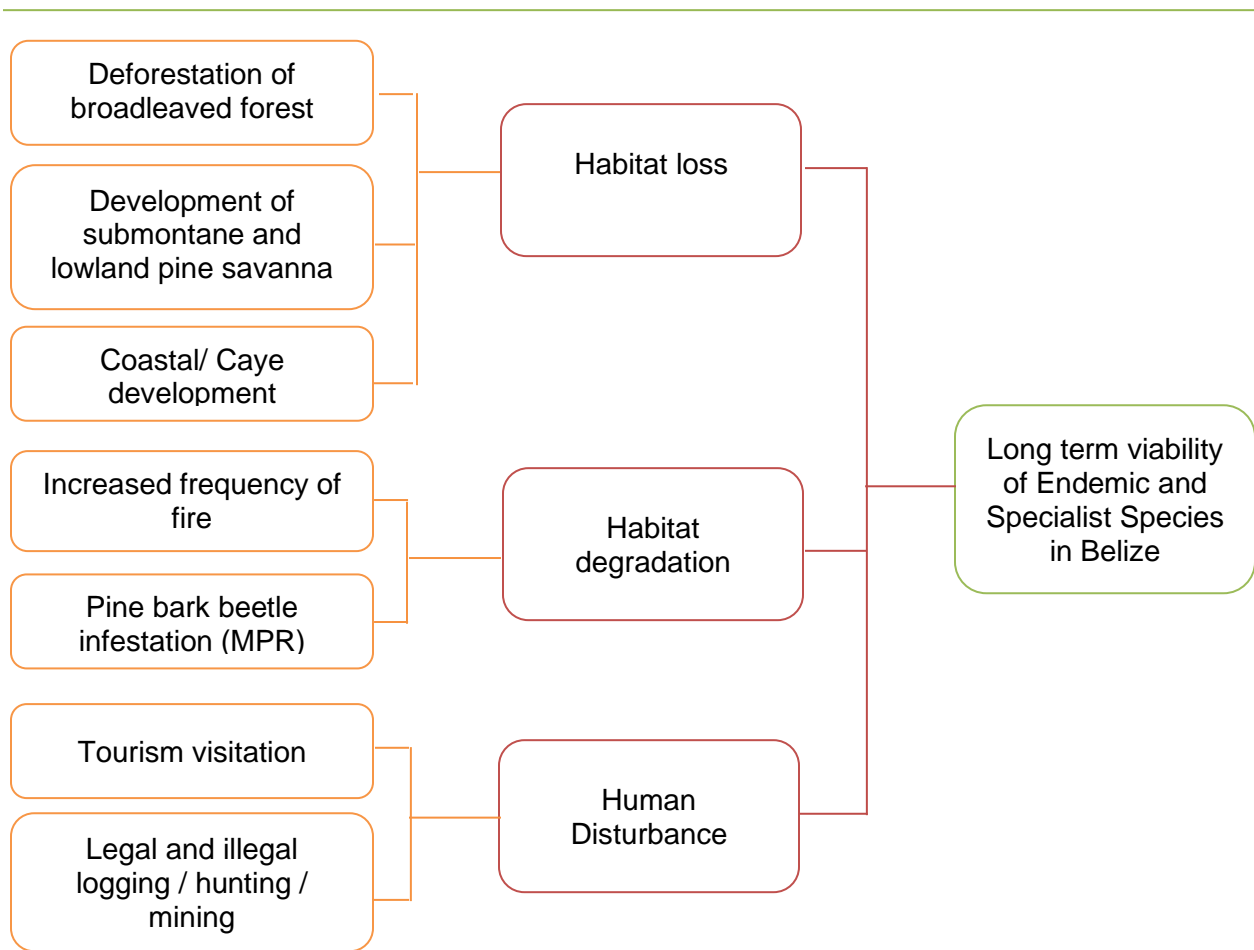 Deforestation of
broadleaved forest
Development of
submontane and
lowland pine savanna
Coastal/ Caye
development
Increased frequency of
fire
Pine bark beetle
infestation (MPR)
Tourism visitation
Legal and illegal
logging / hunting /
mining
Habitat loss
Habitat
degradation
Human
Disturbance
Long term viability
of Endemic and
Specialist Species
in Belize